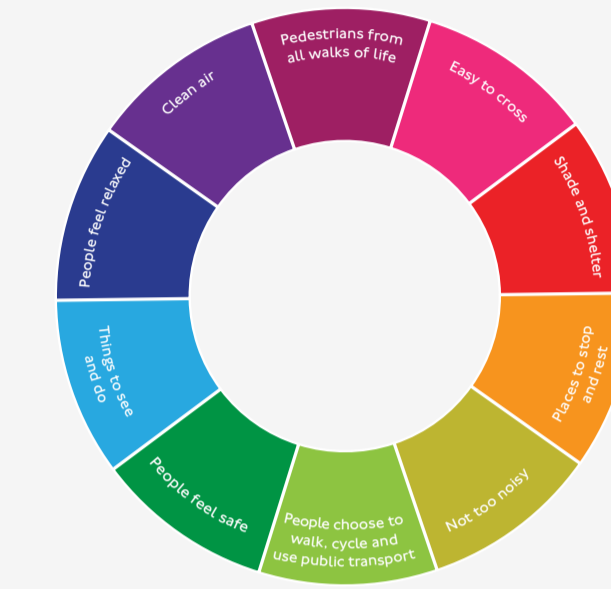 Pedestrians from
all walks of life
Easy to cross
Shade and shelter
Places to stop
and rest
Not too noisy
People choose to
walk, cycle and
use public transport
People feel safe
Things to see
and do
People feel relaxed
Clean air